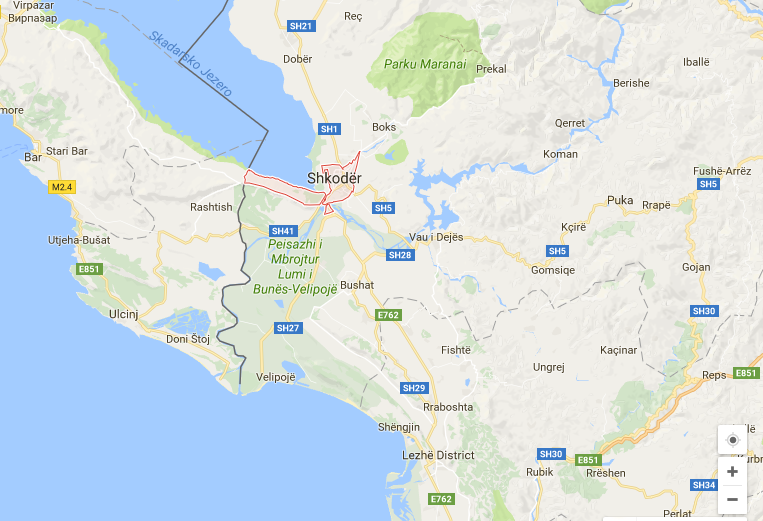 Virpazar
Вирпазар
Reç
SH21
Skadarsko Jezero
Dobër
Parku Maranai
Prekal
Iballë
Berishe
more
SH1
Boks
Qerret
Stari Bar
Bar
Koman
Fushë-Arrëz
SH5
M2.4
Shkodër
Rashtish
SH5
Puka
Rrapë
SH41
Kçirë
Utjeha-Bušat
Peisazhi i
Mbrojtur
Lumi i
Bunës-Velipojë
Vau i Dejës
SH5
SH28
Gomsiqe
Gojan
E851
Bushat
Ulcinj
E762
SH30
SH27
Doni Štoj
Fishtë
Kaçinar
Ungrej
Velipojë
Reps
E851
SH29
Rraboshta
Shëngjin
Lezhë District
SH30
E851
Rubik
Rrëshen
SH34
E762
Perlat